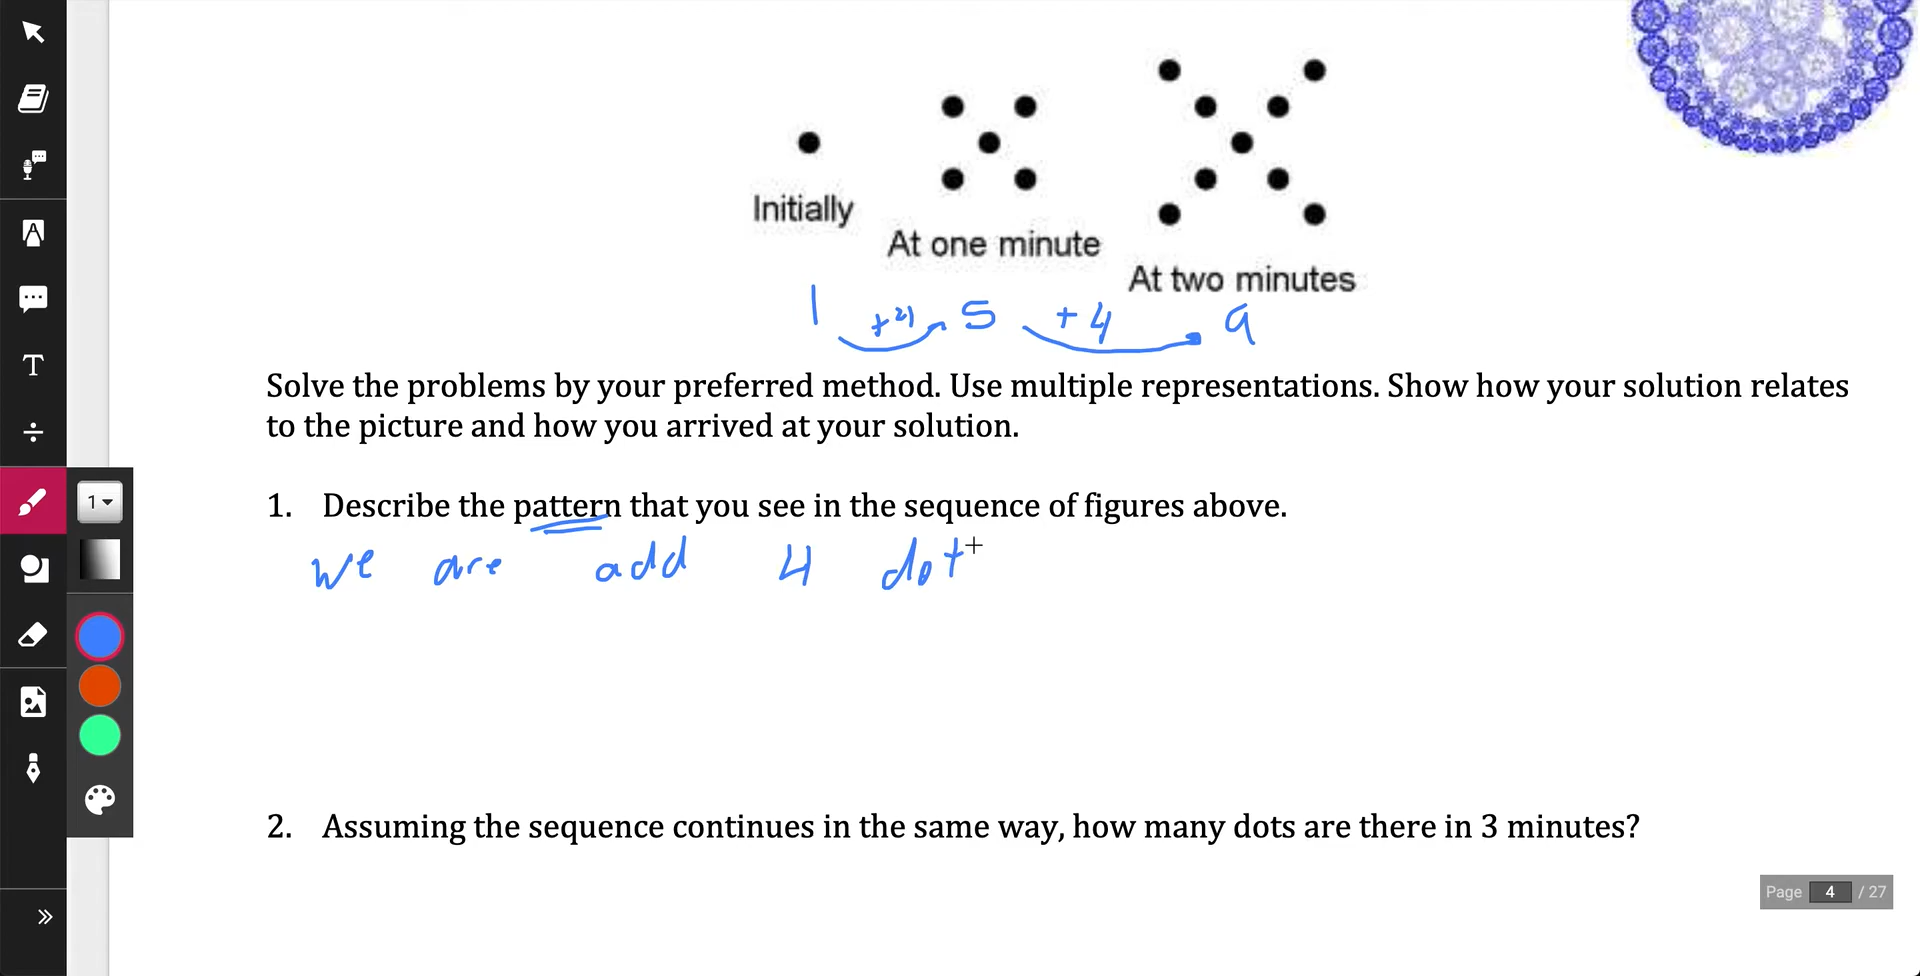 Initially
At one minute
At two minutes
1 +4 5 +4 9
Solve the problems by your preferred method. Use multiple representations. Show how your solution relates
to the picture and how you arrived at your solution.
1. Describe the pattern that you see in the sequence of figures above.
we are add 4 dot
2. Assuming the sequence continues in the same way, how many dots are there in 3 minutes?
1
T
Page 4 / 27